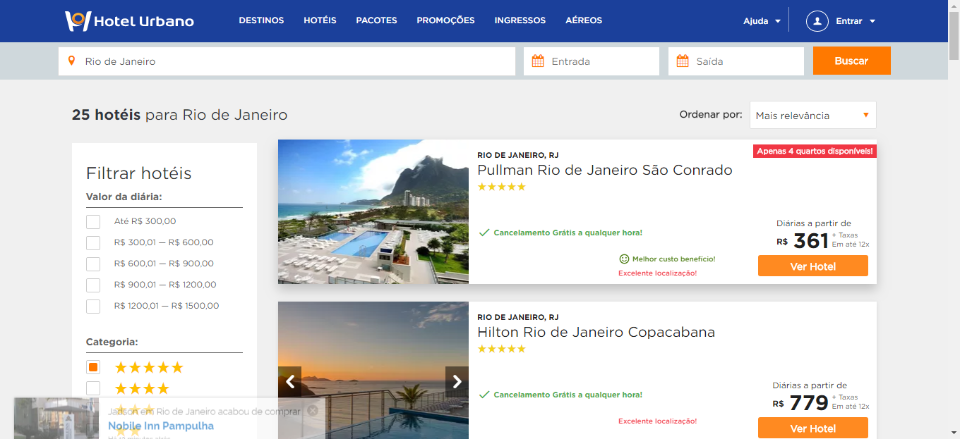 Hotel Urbano
DESTINOS HOTÉIS PACOTES PROMOÇÕES INGRESSOS AÉREOS
Ajuda
Entrar
Rio de Janeiro
Entrada
Saída
Buscar
25 hotéis para Rio de Janeiro
Ordenar por:
Mais relevância
Filtrar hotéis
Valor da diária:
Até R$ 300,00
R$ 300,01 — R$ 600,00
R$ 600,01 — R$ 900,00
R$ 900,01 — R$ 1200,00
R$ 1200,01 — R$ 1500,00
Categoria:
Apenas 4 quartos disponíveis!
RIO DE JANEIRO, RJ
Pullman Rio de Janeiro São Conrado
Cancelamento Grátis a qualquer hora!
Melhor custo benefício!
Excelente localização!
Diárias a partir de
R$ 361 + Taxas
Em até 12x
Ver Hotel
RIO DE JANEIRO, RJ
Hilton Rio de Janeiro Copacabana
Cancelamento Grátis a qualquer hora!
Excelente localização!
Diárias a partir de
R$ 779 + Taxas
Em até 12x
Ver Hotel
em Rio de Janeiro acabou de comprar
Nobile Inn Pampulha